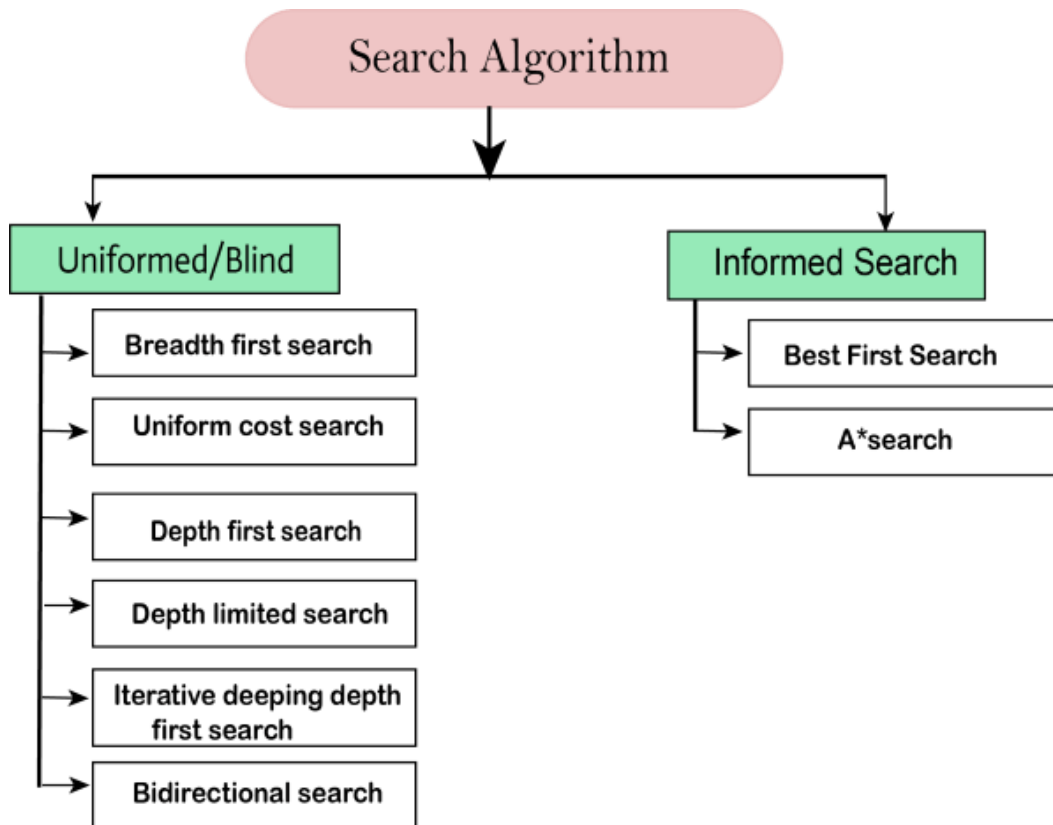 Search Algorithm
Uniformed/Blind
Breadth first search
Uniform cost search
Depth first search
Depth limited search
Iterative deeping depth
first search
Bidirectional search
Informed Search
Best First Search
A*search